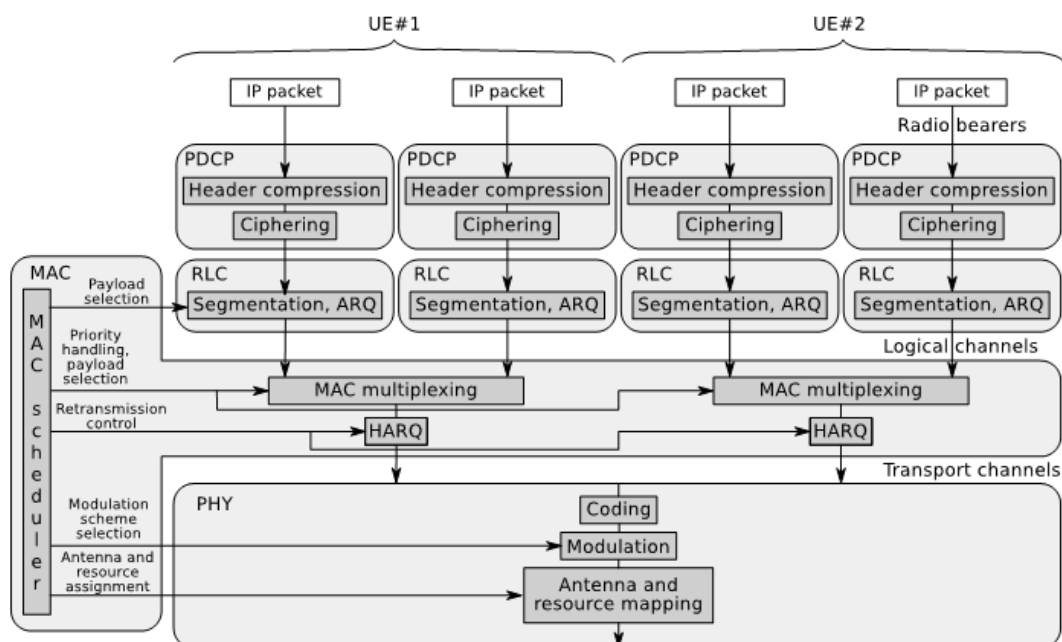 UE#1
UE#2
IP packet
IP packet
IP packet
IP packet
Radio bearers
PDCP
PDCP
PDCP
PDCP
Header compression
Header compression
Header compression
Header compression
Ciphering
Ciphering
Ciphering
Ciphering
MAC
RLC
RLC
RLC
RLC
Payload
selection
Segmentation, ARQ
Segmentation, ARQ
Segmentation, ARQ
Segmentation, ARQ
MAC scheduler
Priority
handling,
payload
selection
Logical channels
MAC multiplexing
MAC multiplexing
Retransmission
control
HARQ
HARQ
Transport channels
PHY
Modulation
scheme
selection
Coding
Modulation
Antenna and
resource
assignment
Antenna and
resource mapping